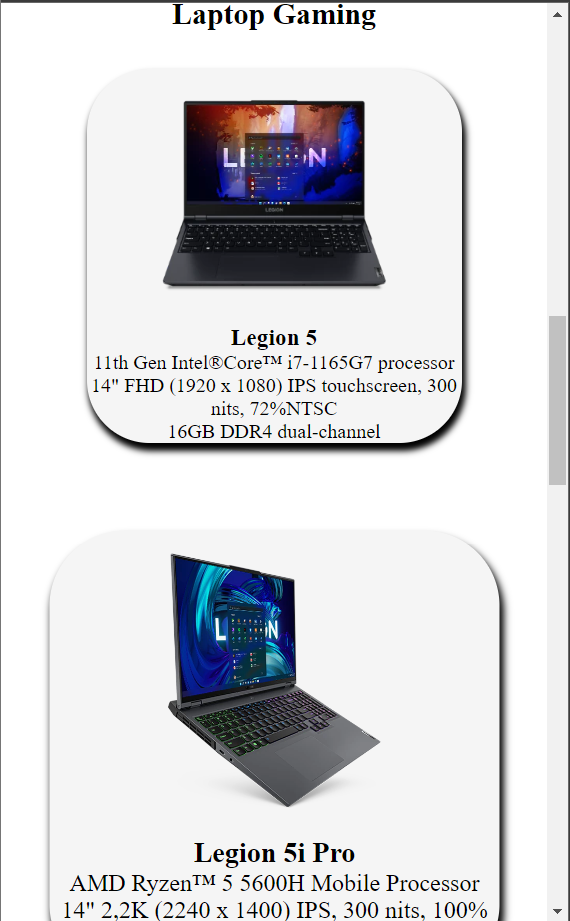 Laptop Gaming
LEGION
Legion 5
11th Gen Intel®Core™ i7-1165G7 processor
14" FHD (1920 x 1080) IPS touchscreen, 300
nits, 72%NTSC
16GB DDR4 dual-channel
Legion 5i Pro
AMD Ryzen™ 5 5600H Mobile Processor
14" 2,2K (2240 x 1400) IPS, 300 nits, 100%